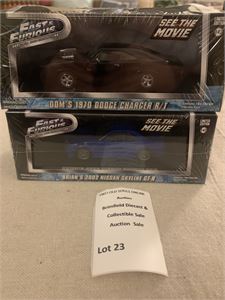 FAST & FURIOUS
SEE THE
MOVIE
DOM'S 1970 DODGE CHARGER R/T
FAST & FURIOUS
SEE THE
MOVIE
BRIAN'S 2002 NISSAN SKYLINE GT-R
Auction
Brimfield Diecast &
Collectible Sale
Auction Sale
Lot 23